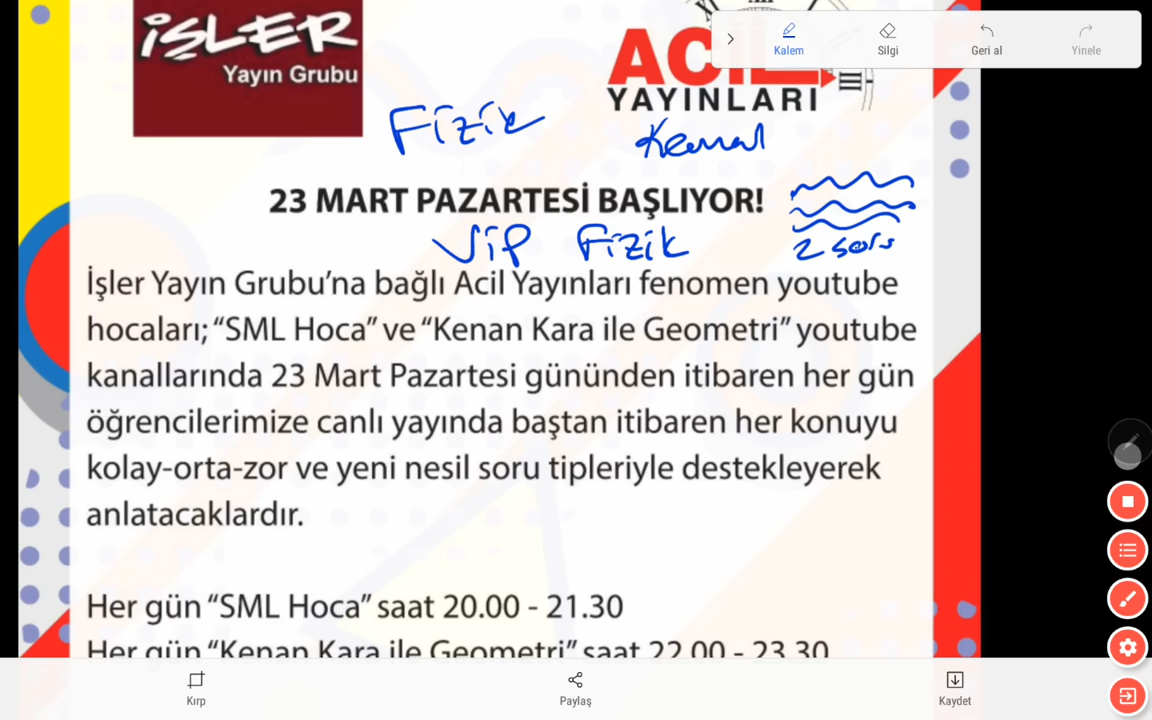 İŞLER
Yayın Grubu
ACİL
YAYINLARI
Kalem
Silgi
Geri al
Yinele
Fizik
Kemal
23 MART PAZARTESİ BAŞLIYOR!
Vip Fizik
2 soru
İşler Yayın Grubu’na bağlı Acil Yayınları fenomen youtube
hocaları; “SML Hoca” ve “Kenan Kara ile Geometri” youtube
kanallarında 23 Mart Pazartesi gününden itibaren her gün
öğrencilerimize canlı yayında baştan itibaren her konuyu
kolay-orta-zor ve yeni nesil soru tipleriyle destekleyerek
anlatacaklardır.
Her gün “SML Hoca” saat 20.00 - 21.30
Her gün “Kenan Kara ile Geometri” saat 22.00 - 23.30
Kırp
Paylaş
Kaydet